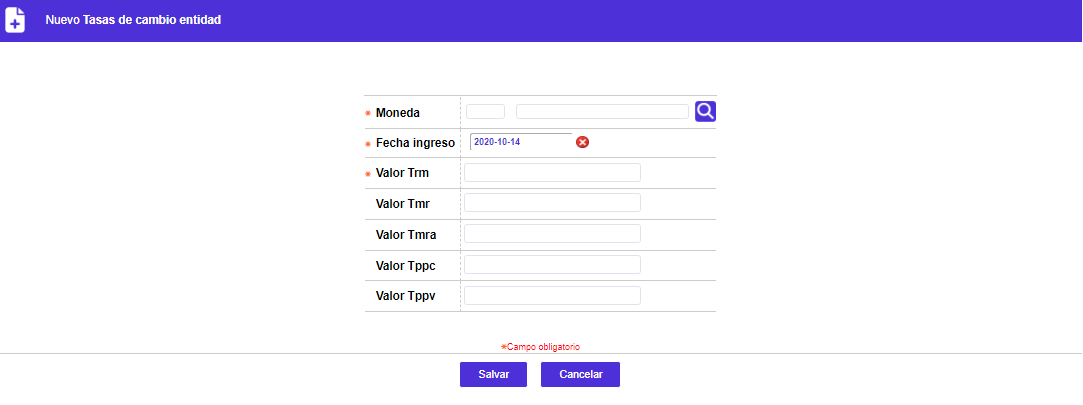 Nuevo Tasas de cambio entidad
* Moneda
* Fecha ingreso 2020-10-14
* Valor Trm
Valor Tmr
Valor Tmra
Valor Tppc
Valor Tppv
*Campo obligatorio
Salvar Cancelar